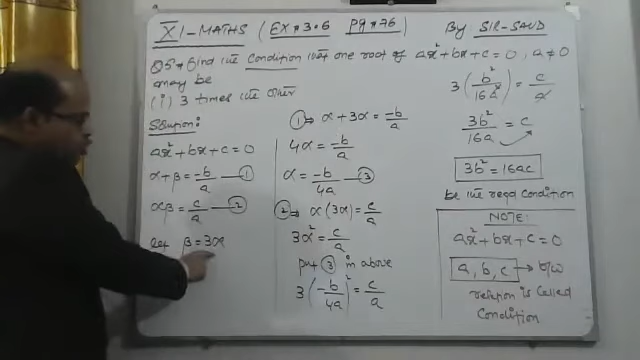 XI-MATHS ( EX # 3.6 Pg # 76 ) By SIR-SAUD
Q5 * Find the Condition that one root of ax²+bx+c=0, a≠0
may be
(i) 3 times the other
Solution:
ax²+bx+c=0
α+β=-b/a —①
αβ=c/a —②
let β=3α
①⇒ α+3α=-b/a
4α=-b/a
α=-b/4a —③
②⇒ α(3α)=c/a
3α²=c/a
put ③ in above
3(-b/4a)²=c/a
3(b²/16a²)=c/a
3b²/16a=c
3b²=16ac
be the reqd Condition
NOTE:
ax²+bx+c=0
a, b, c → b/w
relation is Called
Condition